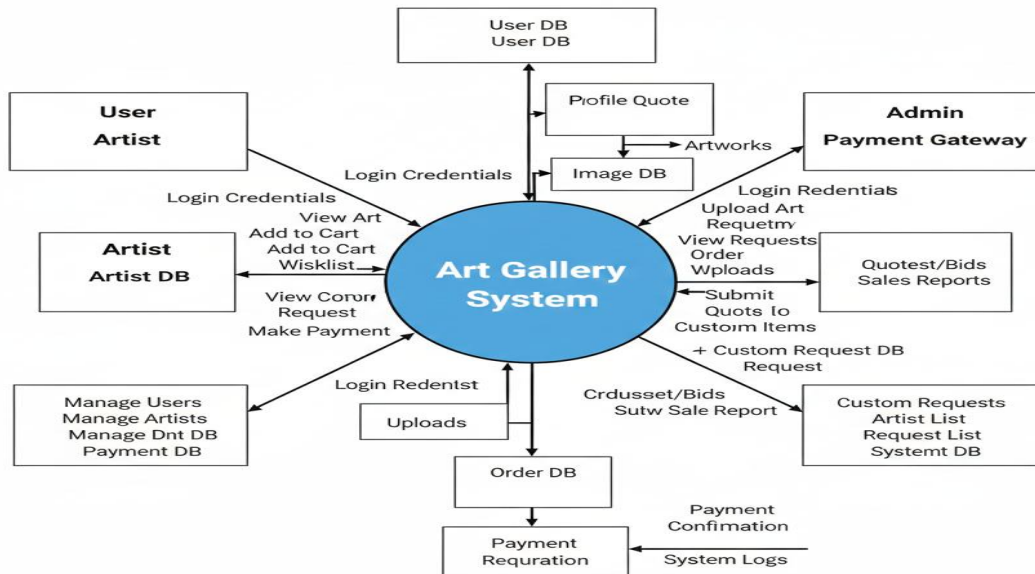 User DB
User DB
Profile Quote
Artworks
Image DB
User
Artist
Admin
Payment Gateway
Login Credentials
Login Credentials
Login Redentials
View Art
Add to Cart
Add to Cart
Wisklist
Artist
Artist DB
Upload Art
Requetry
View Requests
Order
Wploads
Art Gallery
System
Quotest/Bids
Sales Reports
View Comr
Request
Make Payment
Submit
Quots to
Custom Items
+ Custom Request DB
Request
Login Redentst
Uploads
Crdusset/Bids
Sutw Sale Report
Manage Users
Manage Artists
Manage Dnt DB
Payment DB
Custom Requests
Artist List
Request List
Systemt DB
Order DB
Payment
Requration
Payment
Confimation
System Logs